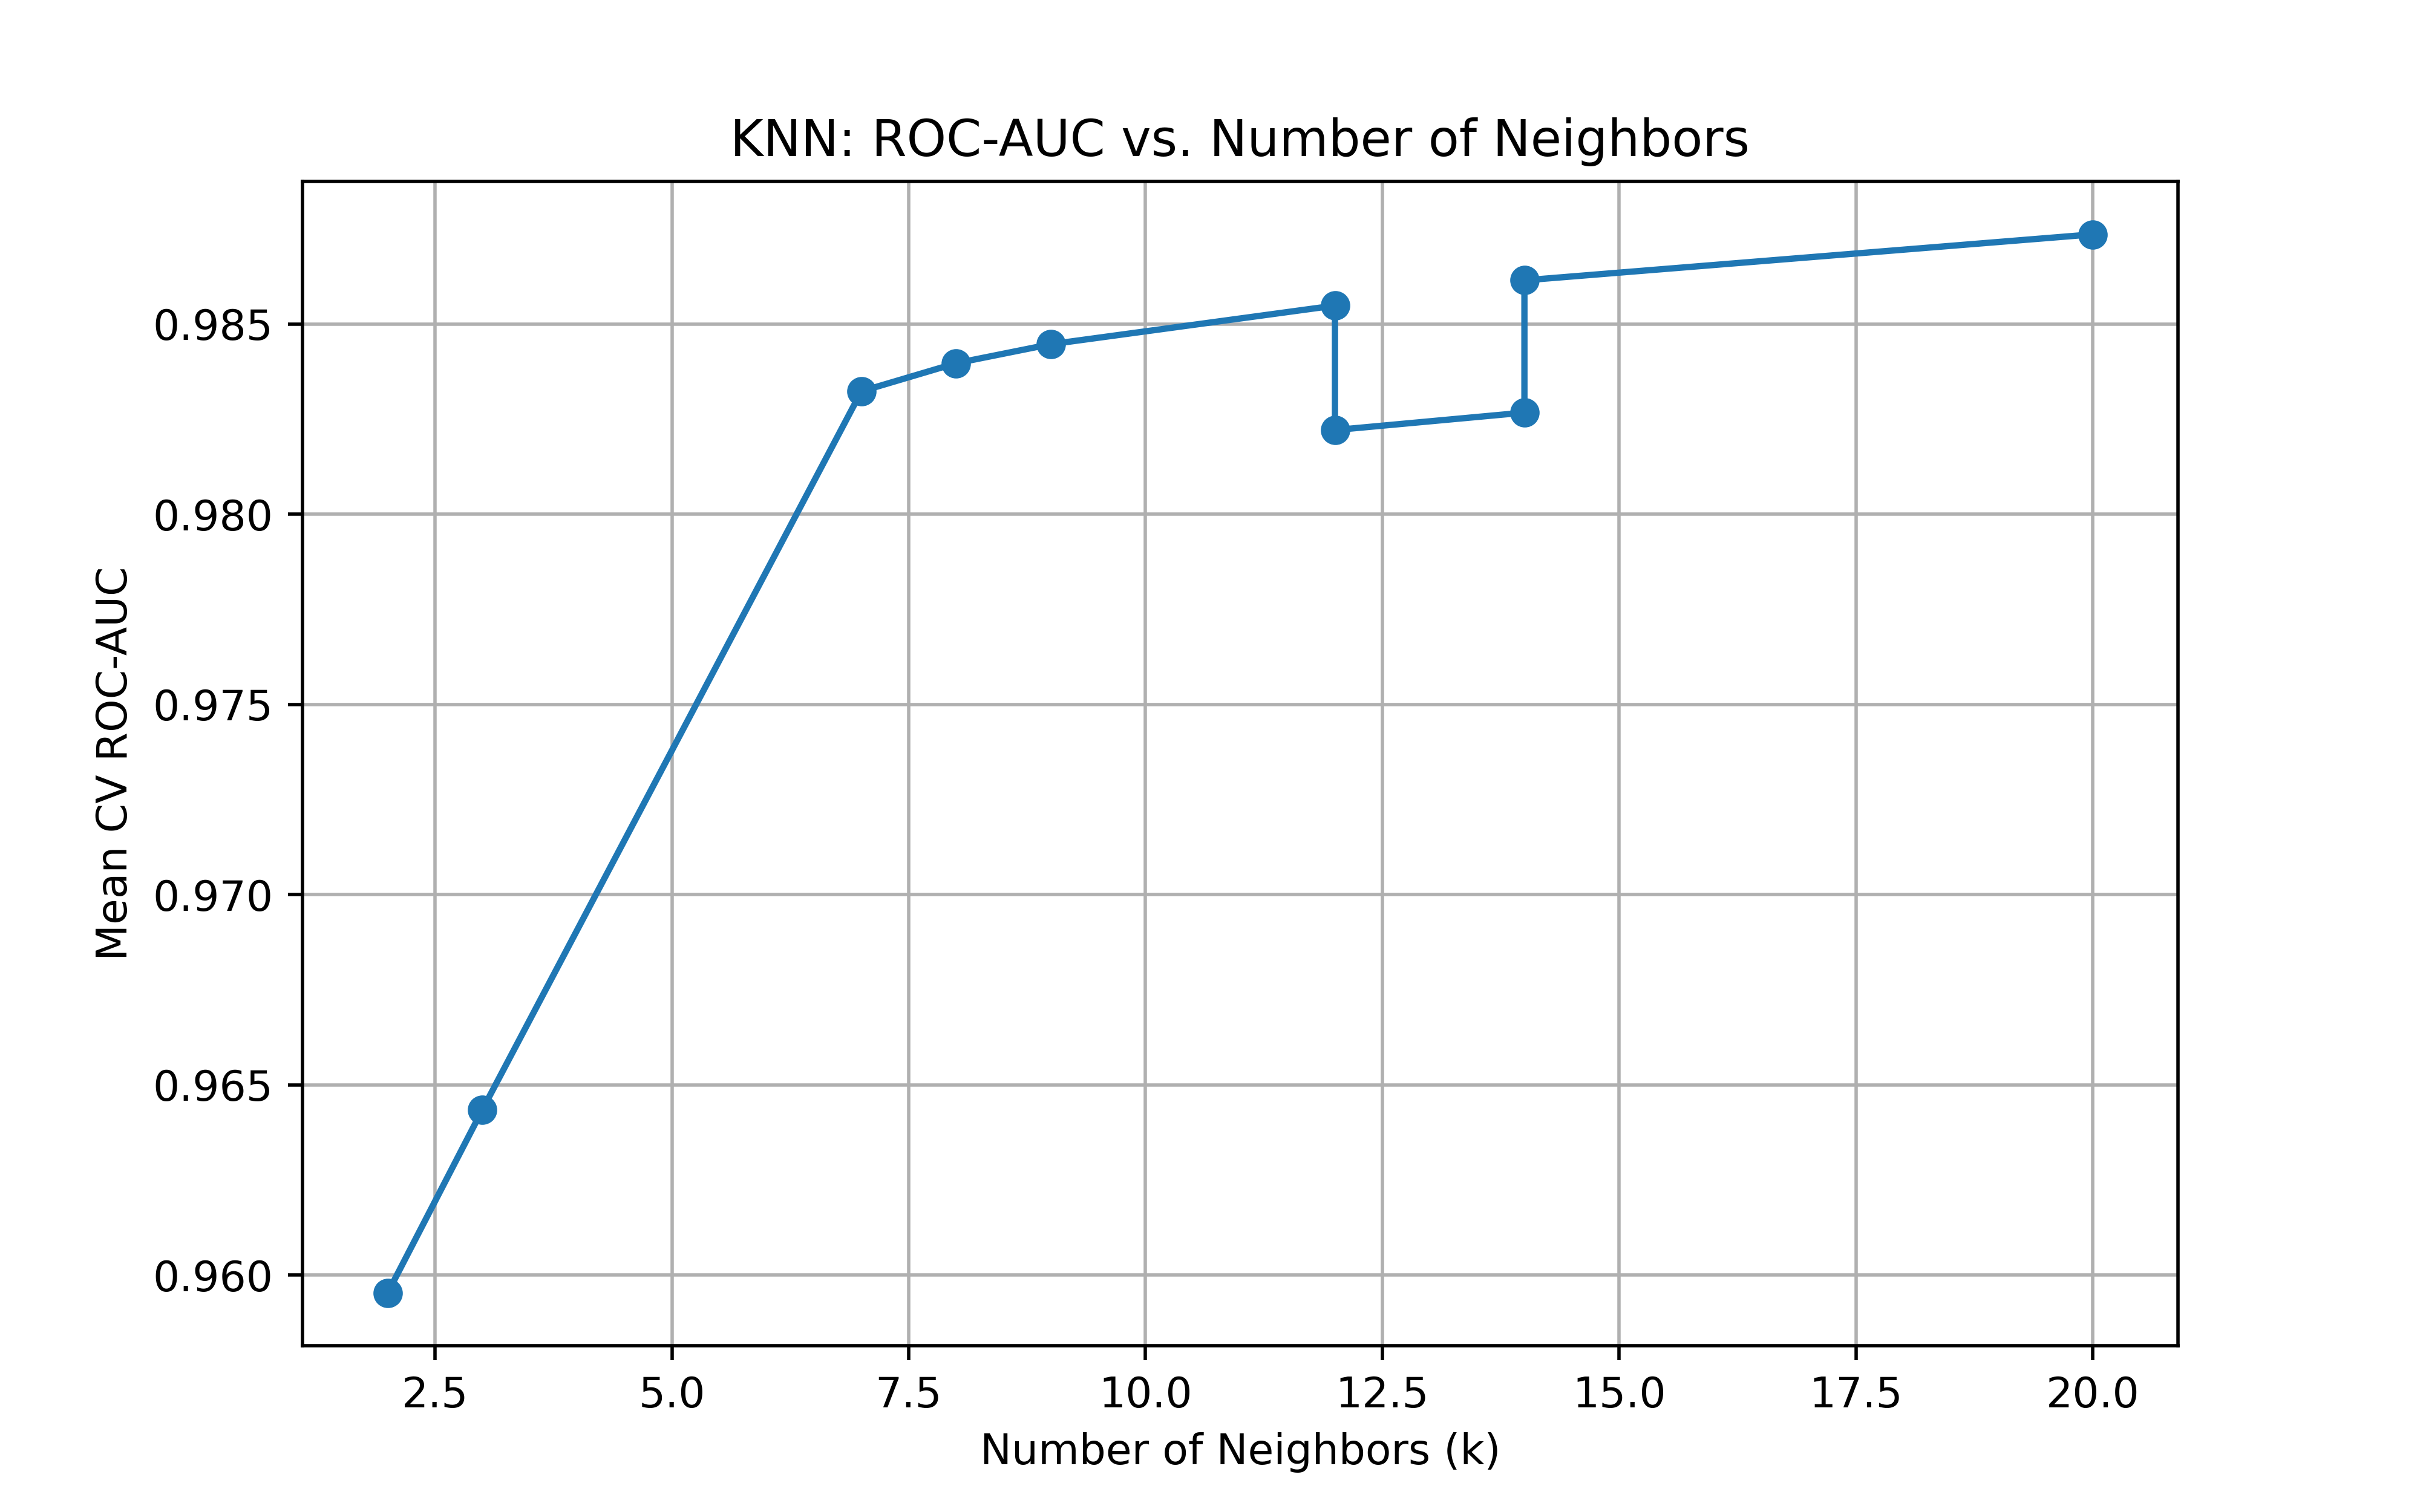 KNN: ROC-AUC vs. Number of Neighbors
Mean CV ROC-AUC
0.985
0.980
0.975
0.970
0.965
0.960
2.5 5.0 7.5 10.0 12.5 15.0 17.5 20.0
Number of Neighbors (k)